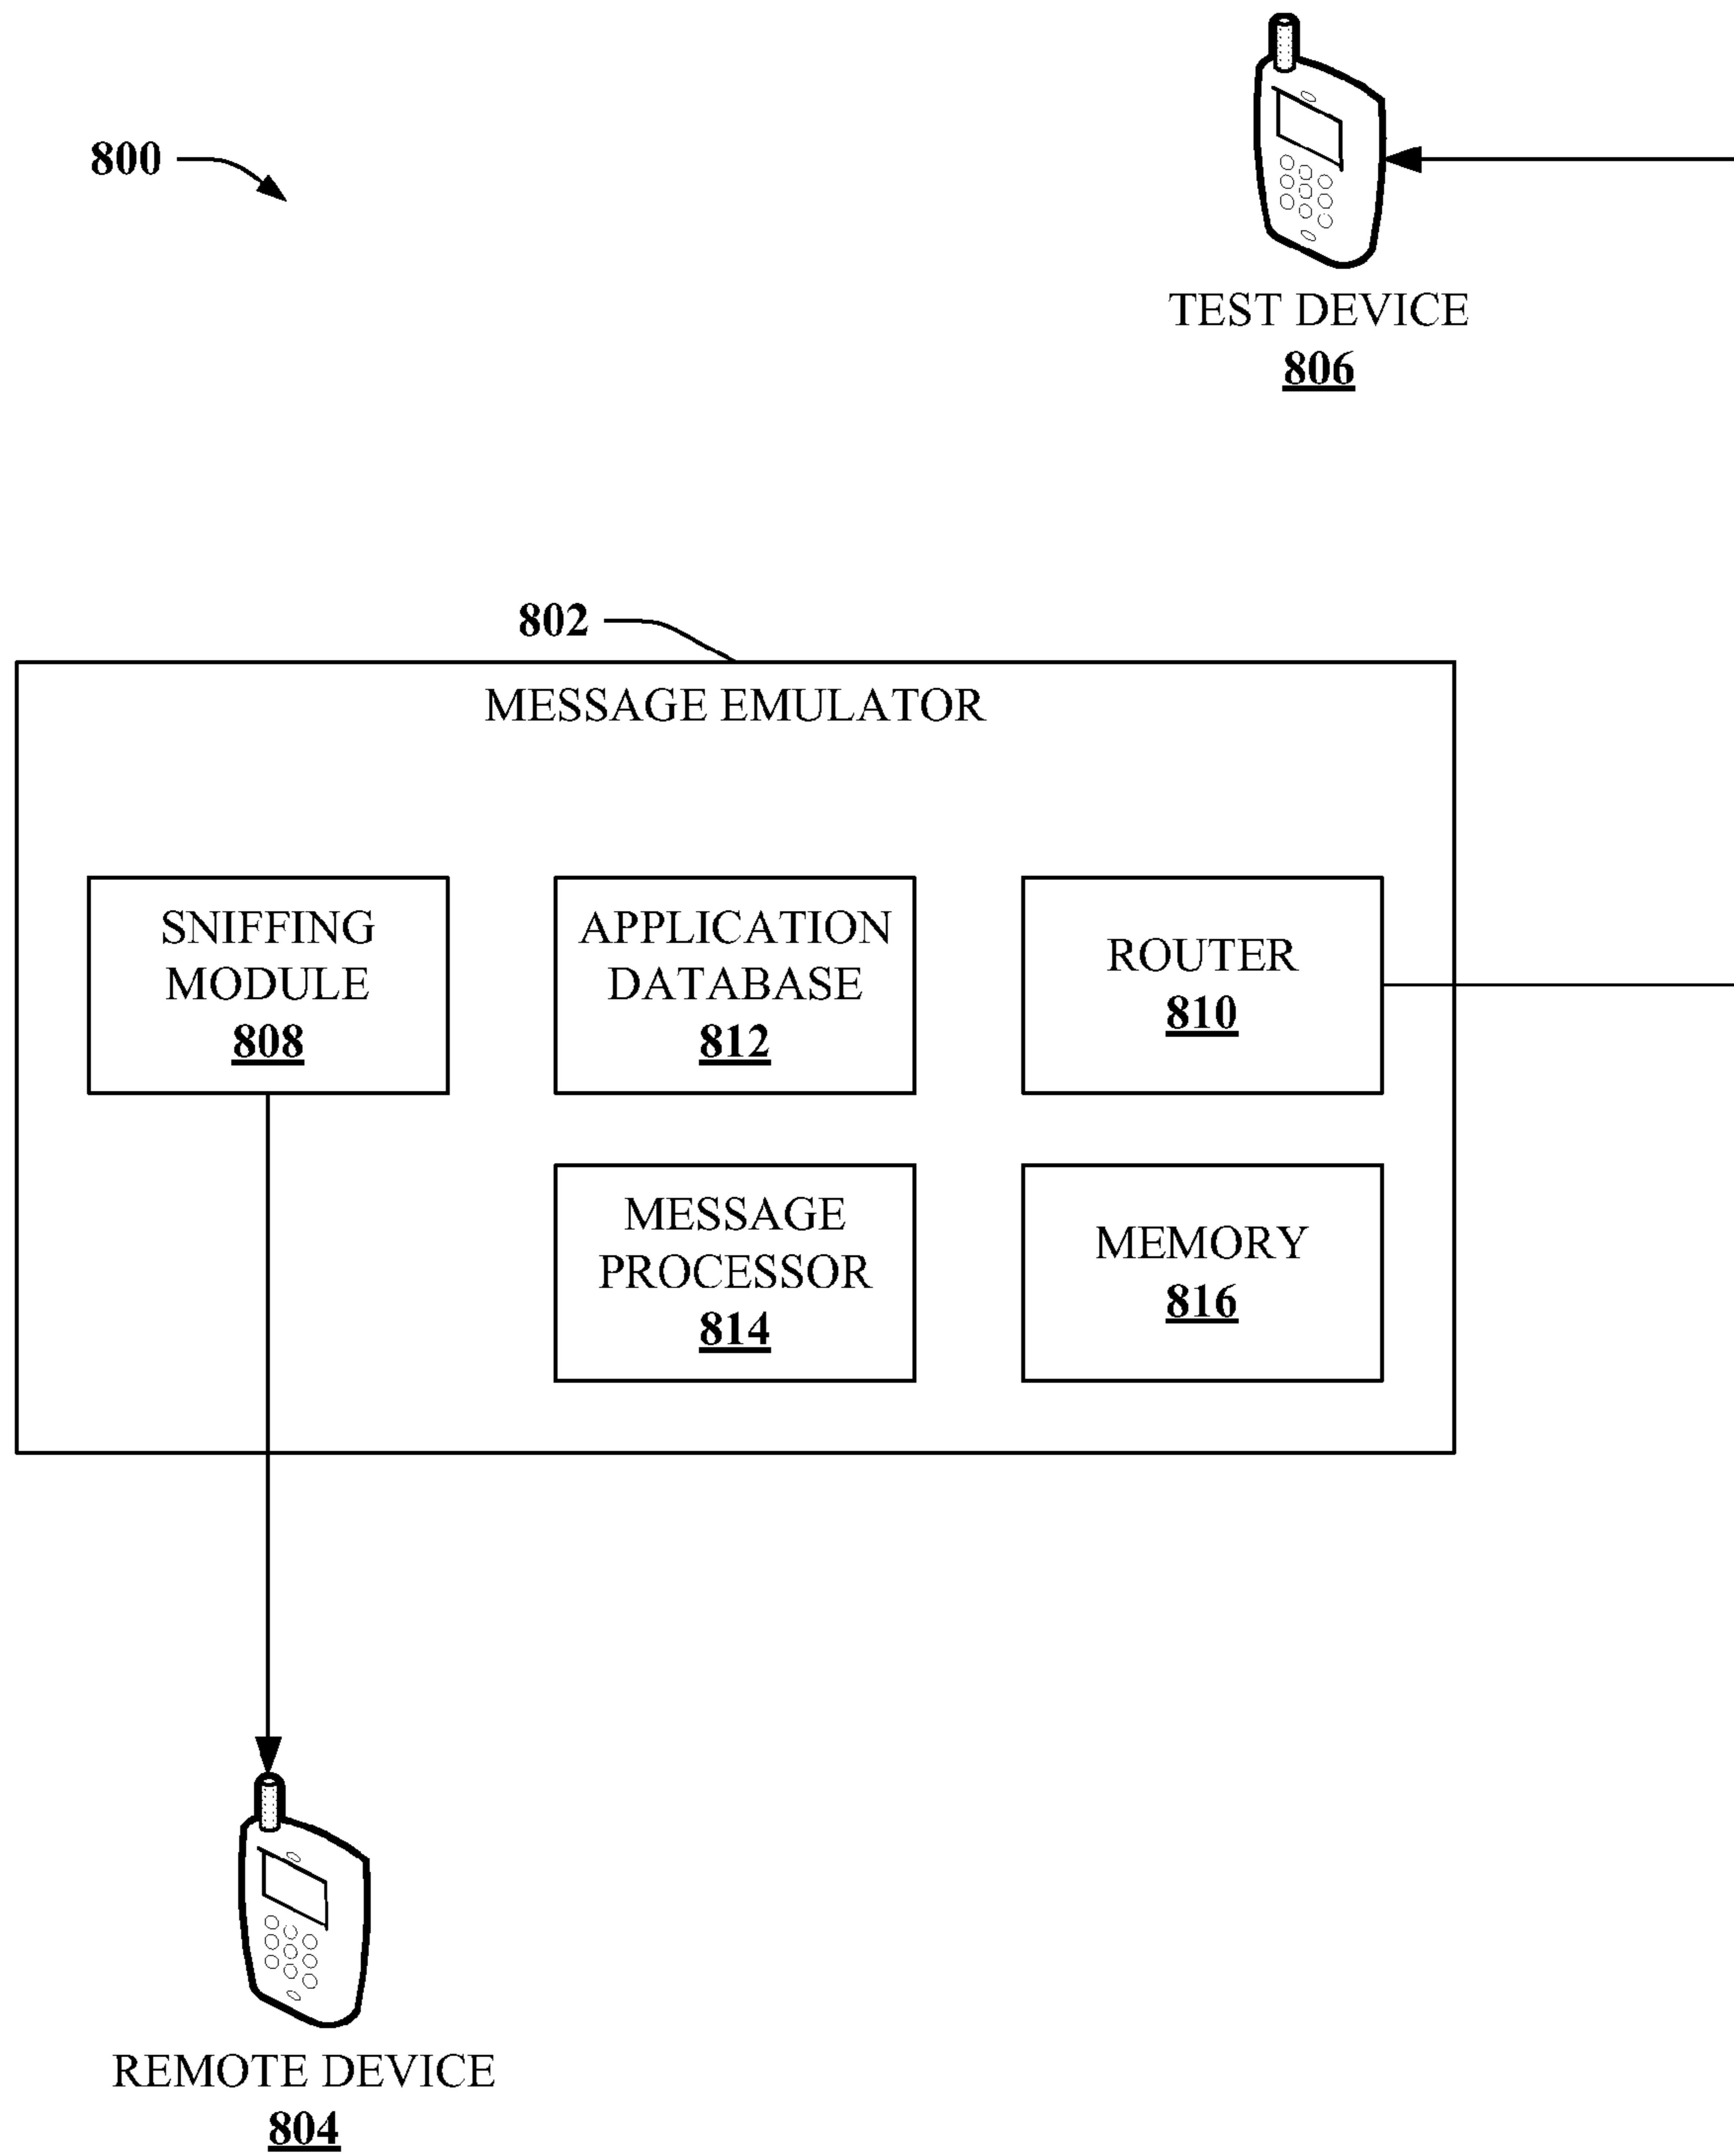 800
TEST DEVICE
806
802
MESSAGE EMULATOR
SNIFFING
MODULE
808
APPLICATION
DATABASE
812
ROUTER
810
MESSAGE
PROCESSOR
814
MEMORY
816
REMOTE DEVICE
804